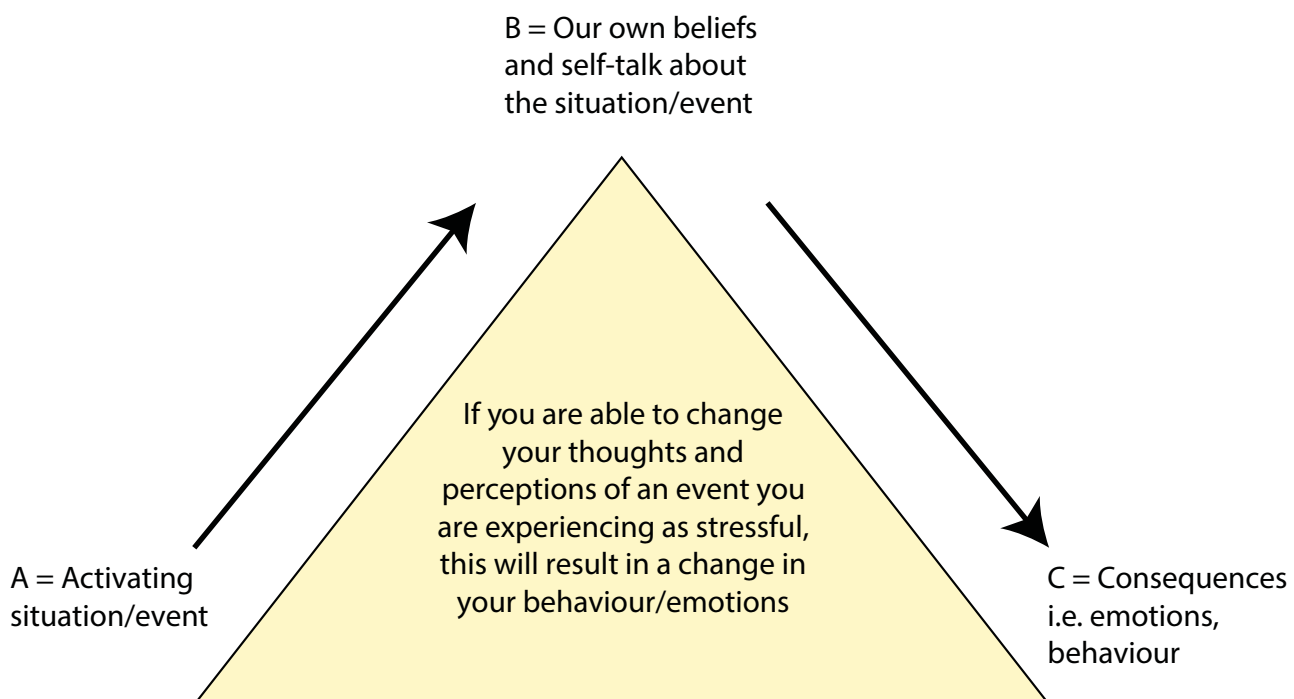 B = Our own beliefs
and self-talk about
the situation/event
If you are able to change
your thoughts and
perceptions of an event you
are experiencing as stressful,
this will result in a change in
your behaviour/emotions
A = Activating
situation/event
C = Consequences
i.e. emotions,
behaviour